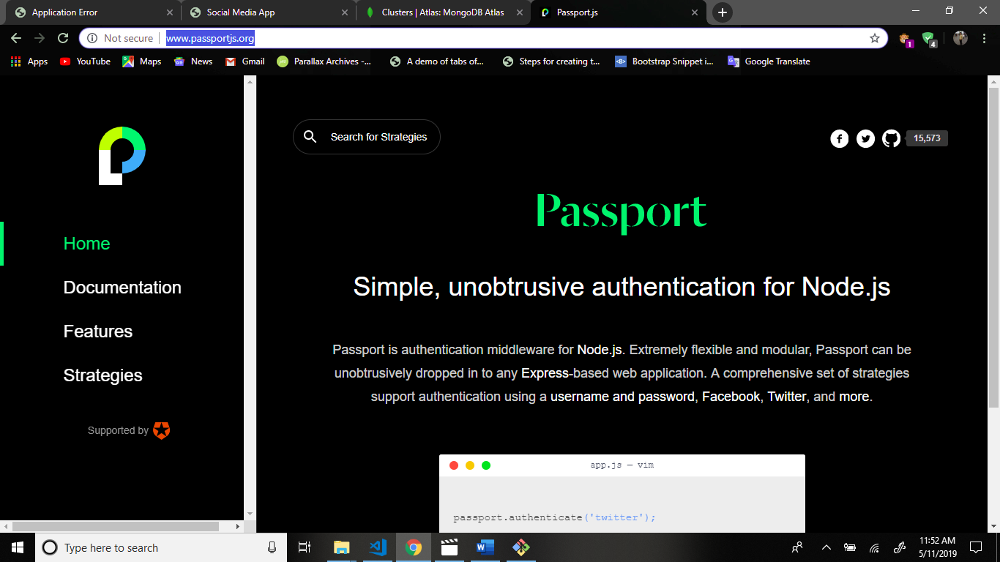 Application Error
Social Media App
Clusters | Atlas: MongoDB Atlas
Passport.js
Not secure
www.passportjs.org
1
4
Apps
YouTube
Maps
News
Gmail
Parallax Archives -...
A demo of tabs of...
Steps for creating t...
<B>
Bootstrap Snippet i...
Google Translate
Search for Strategies
15,573
Passport
Home
Documentation
Features
Strategies
Supported by
Simple, unobtrusive authentication for Node.js
Passport is authentication middleware for Node.js. Extremely flexible and modular, Passport can be
unobtrusively dropped in to any Express-based web application. A comprehensive set of strategies
support authentication using a username and password, Facebook, Twitter, and more.
app.js — vim
passport.authenticate('twitter');
Type here to search
11:52 AM
5/11/2019